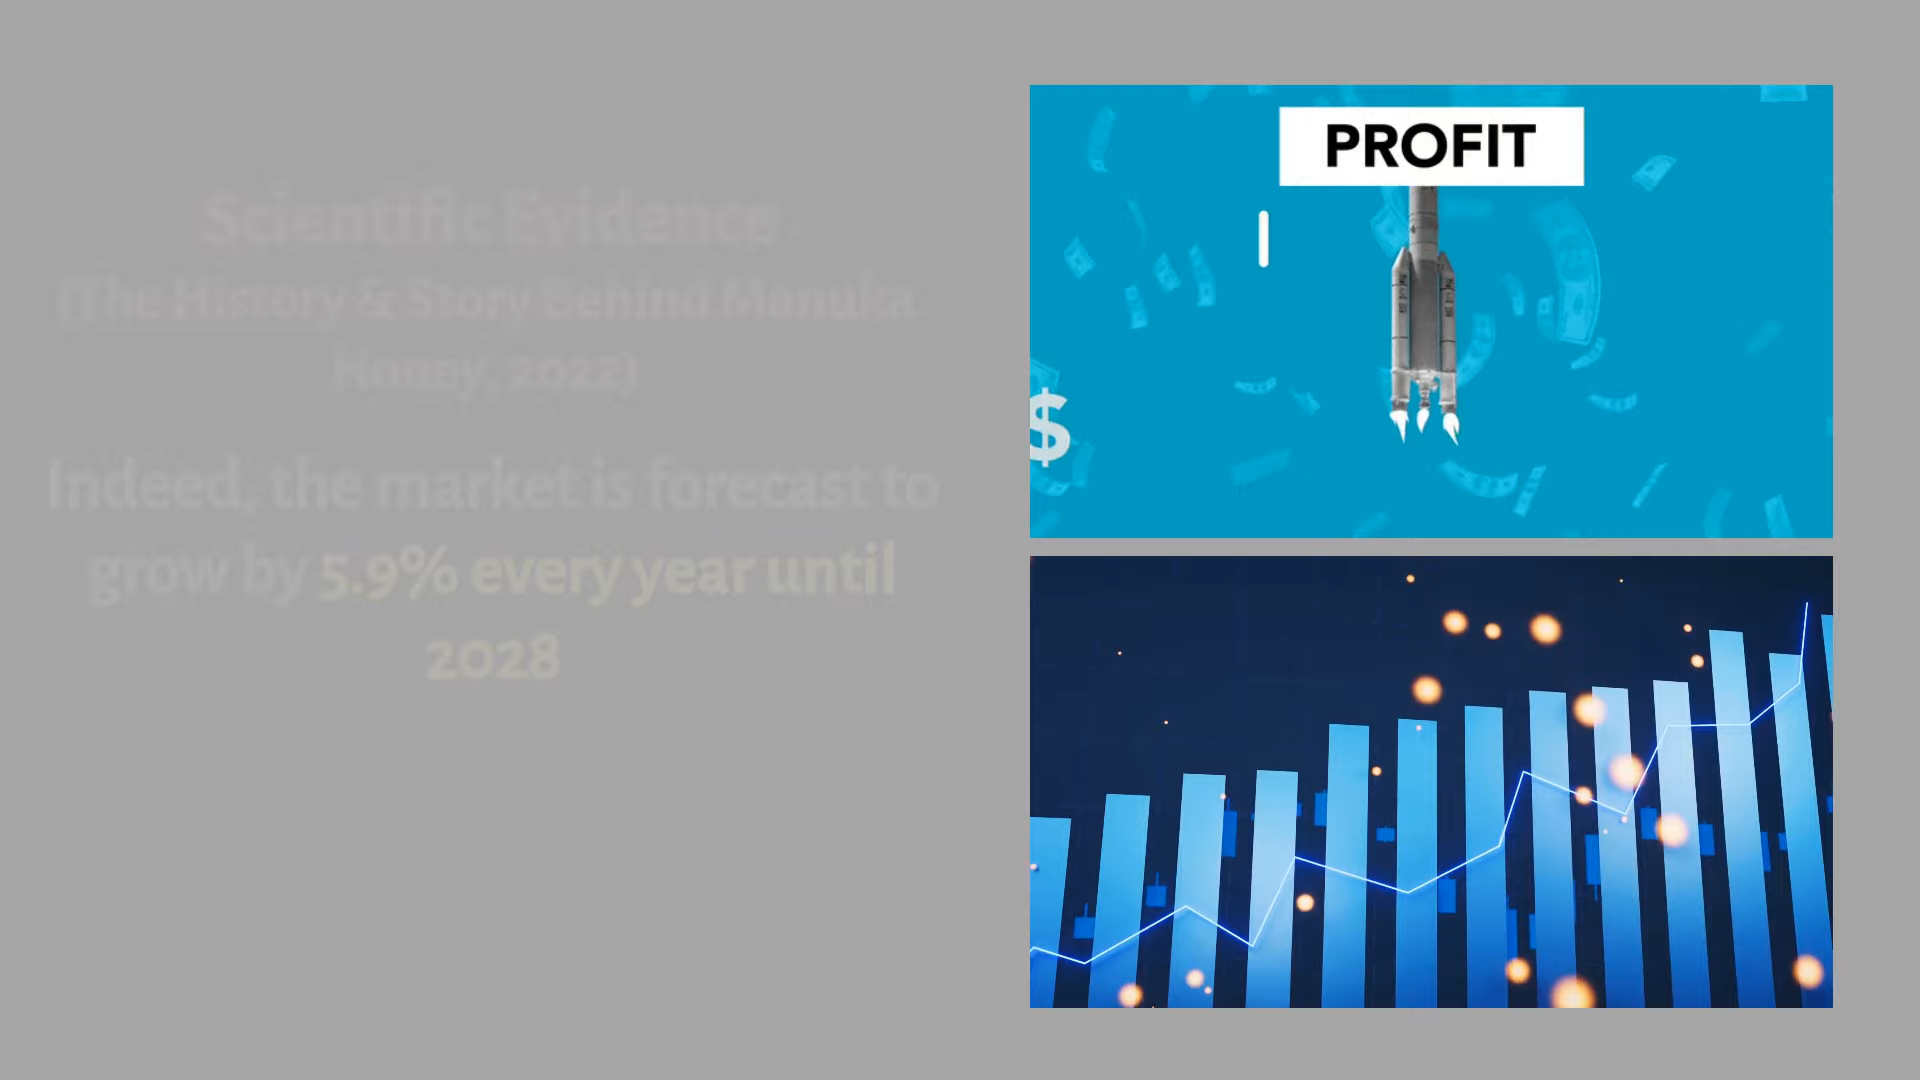 Scientific Evidence
(The History & Story Behind Manuka
Honey, 2022)
Indeed, the market is forecast to
grow by 5.9% every year until
2028
PROFIT
$